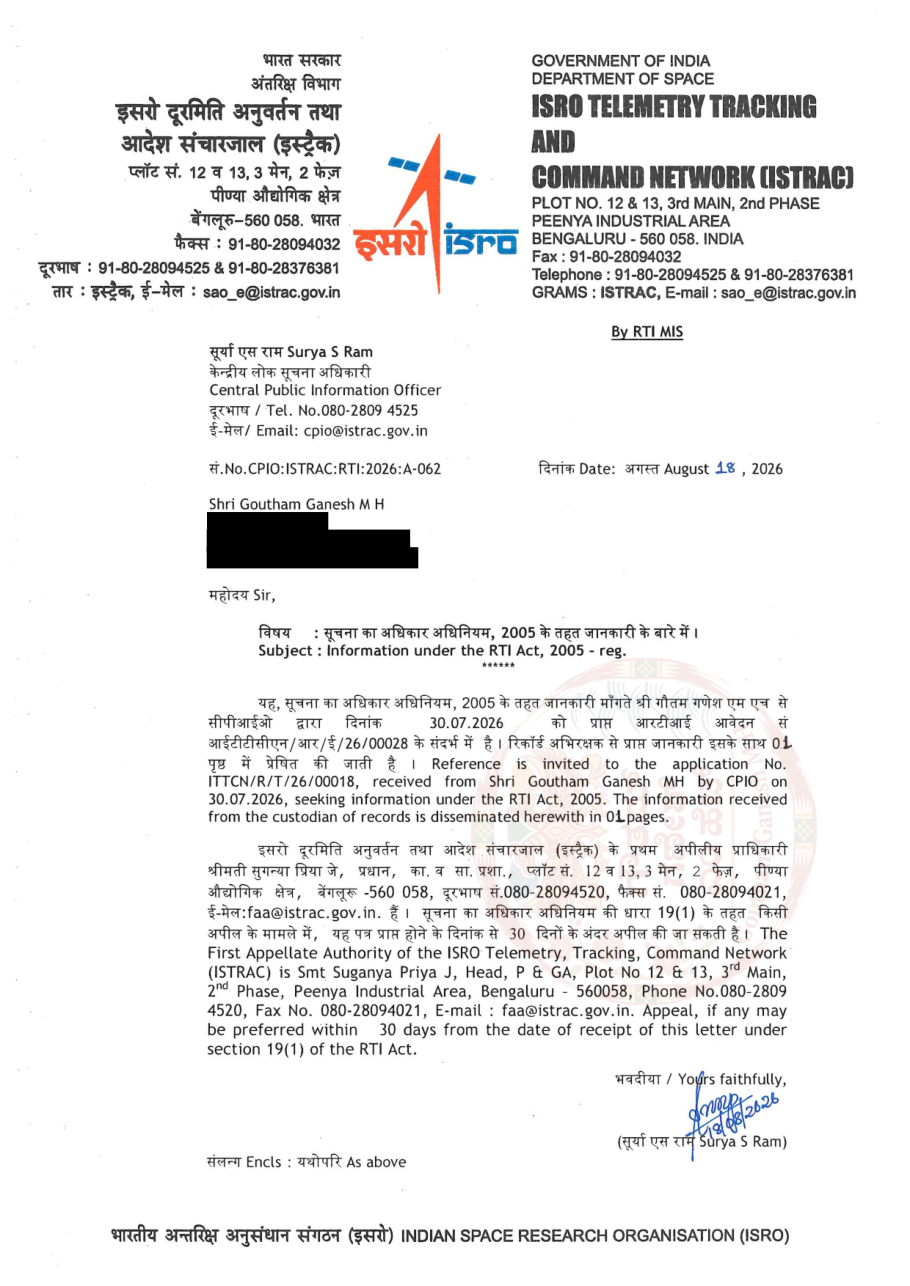 भारत सरकार
अंतरिक्ष विभाग
इसरो दूरमिति अनुवर्तन तथा
आदेश संचारजाल (इस्ट्रैक)
प्लॉट सं. 12 व 13, 3 मेन, 2 फेज़
पीण्या औद्योगिक क्षेत्र
बेंगलूरु–560 058. भारत
फैक्स : 91-80-28094032
दूरभाष : 91-80-28094525 & 91-80-28376381
तार : इस्ट्रैक, ई-मेल : sao_e@istrac.gov.in
इसरो isro
GOVERNMENT OF INDIA
DEPARTMENT OF SPACE
ISRO TELEMETRY TRACKING
AND
COMMAND NETWORK (ISTRAC)
PLOT NO. 12 & 13, 3rd MAIN, 2nd PHASE
PEENYA INDUSTRIAL AREA
BENGALURU - 560 058. INDIA
Fax : 91-80-28094032
Telephone : 91-80-28094525 & 91-80-28376381
GRAMS : ISTRAC, E-mail : sao_e@istrac.gov.in
By RTI MIS
सूर्या एस राम Surya S Ram
केन्द्रीय लोक सूचना अधिकारी
Central Public Information Officer
दूरभाष / Tel. No.080-2809 4525
ई-मेल/ Email: cpio@istrac.gov.in
सं.No.CPIO:ISTRAC:RTI:2026:A-062
दिनांक Date: अगस्त August 18 , 2026
Shri Goutham Ganesh M H
महोदय Sir,
विषय : सूचना का अधिकार अधिनियम, 2005 के तहत जानकारी के बारे में ।
Subject : Information under the RTI Act, 2005 - reg.
******
यह, सूचना का अधिकार अधिनियम, 2005 के तहत जानकारी माँगते श्री गौतम गणेश एम एच से
सीपीआईओ द्वारा दिनांक 30.07.2026 को प्राप्त आरटीआई आवेदन सं
आईटीटीसीएन/आर/ई/26/00028 के संदर्भ में है । रिकॉर्ड अभिरक्षक से प्राप्त जानकारी इसके साथ 01
पृष्ठ में प्रेषित की जाती है । Reference is invited to the application No.
ITTCN/R/T/26/00018, received from Shri Goutham Ganesh MH by CPIO on
30.07.2026, seeking information under the RTI Act, 2005. The information received
from the custodian of records is disseminated herewith in 01 pages.
इसरो दूरमिति अनुवर्तन तथा आदेश संचारजाल (इस्ट्रैक) के प्रथम अपीलीय प्राधिकारी
श्रीमती सुगन्या प्रिया जे, प्रधान, का. व सा. प्रशा., प्लॉट सं. 12 व 13, 3 मेन, 2 फेज़, पीण्या
औद्योगिक क्षेत्र, बेंगलूरू -560 058, दूरभाष सं.080-28094520, फैक्स सं. 080-28094021,
ई-मेल:faa@istrac.gov.in. हैं । सूचना का अधिकार अधिनियम की धारा 19(1) के तहत किसी
अपील के मामले में, यह पत्र प्राप्त होने के दिनांक से 30 दिनों के अंदर अपील की जा सकती है । The
First Appellate Authority of the ISRO Telemetry, Tracking, Command Network
(ISTRAC) is Smt Suganya Priya J, Head, P & GA, Plot No 12 & 13, 3rd Main,
2nd Phase, Peenya Industrial Area, Bengaluru – 560058, Phone No.080-2809
4520, Fax No. 080-28094021, E-mail : faa@istrac.gov.in. Appeal, if any may
be preferred within 30 days from the date of receipt of this letter under
section 19(1) of the RTI Act.
भवदीया / Yours faithfully,
18/08/2026
(सूर्या एस राम Surya S Ram)
संलग्न Encls : यथोपरि As above
भारतीय अन्तरिक्ष अनुसंधान संगठन (इसरो) INDIAN SPACE RESEARCH ORGANISATION (ISRO)